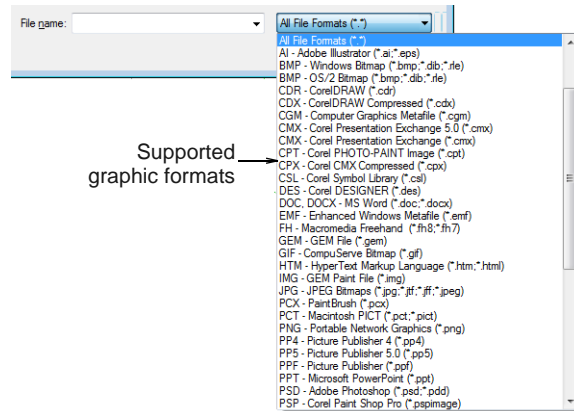 File name:
All File Formats (*.*)
All File Formats (*.*)
AI - Adobe Illustrator (*.ai;*.eps)
BMP - Windows Bitmap (*.bmp;*.dib;*.rle)
BMP - OS/2 Bitmap (*.bmp;*.dib;*.rle)
CDR - CorelDRAW (*.cdr)
CDX - CorelDRAW Compressed (*.cdx)
CGM - Computer Graphics Metafile (*.cgm)
CMX - Corel Presentation Exchange 5.0 (*.cmx)
CMX - Corel Presentation Exchange (*.cmx)
CPT - Corel PHOTO-PAINT Image (*.cpt)
CPX - Corel CMX Compressed (*.cpx)
CSL - Corel Symbol Library (*.csl)
DES - Corel DESIGNER (*.des)
DOC, DOCX - MS Word (*.doc;*.docx)
EMF - Enhanced Windows Metafile (*.emf)
FH - Macromedia Freehand (*.fh8;*.fh7)
GEM - GEM File (*.gem)
GIF - CompuServe Bitmap (*.gif)
HTM - HyperText Markup Language (*.htm;*.html)
IMG - GEM Paint File (*.img)
JPG - JPEG Bitmaps (*.jpg;*.jtf;*.jff;*.jpeg)
PCX - PaintBrush (*.pcx)
PCT - Macintosh PICT (*.pct;*.pict)
PNG - Portable Network Graphics (*.png)
PP4 - Picture Publisher 4 (*.pp4)
PP5 - Picture Publisher 5.0 (*.pp5)
PPF - Picture Publisher (*.ppf)
PPT - Microsoft PowerPoint (*.ppt)
PSD - Adobe Photoshop (*.psd;*.pdd)
PSP - Corel Paint Shop Pro (*.pspimage)
Supported
graphic formats